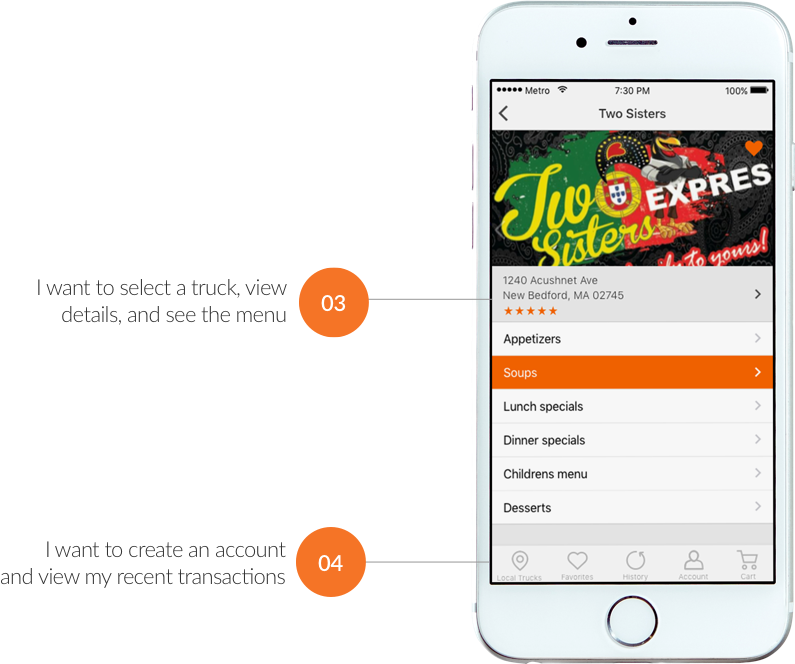 Metro 7:30 PM 100%
Two Sisters
Two EXPRES
Sisters
to yours!
1240 Acushnet Ave
New Bedford, MA 02745
I want to select a truck, view
details, and see the menu
03
Appetizers
Soups
Lunch specials
Dinner specials
Childrens menu
Desserts
I want to create an account
and view my recent transactions
04
Local Trucks Favorites History Account Cart